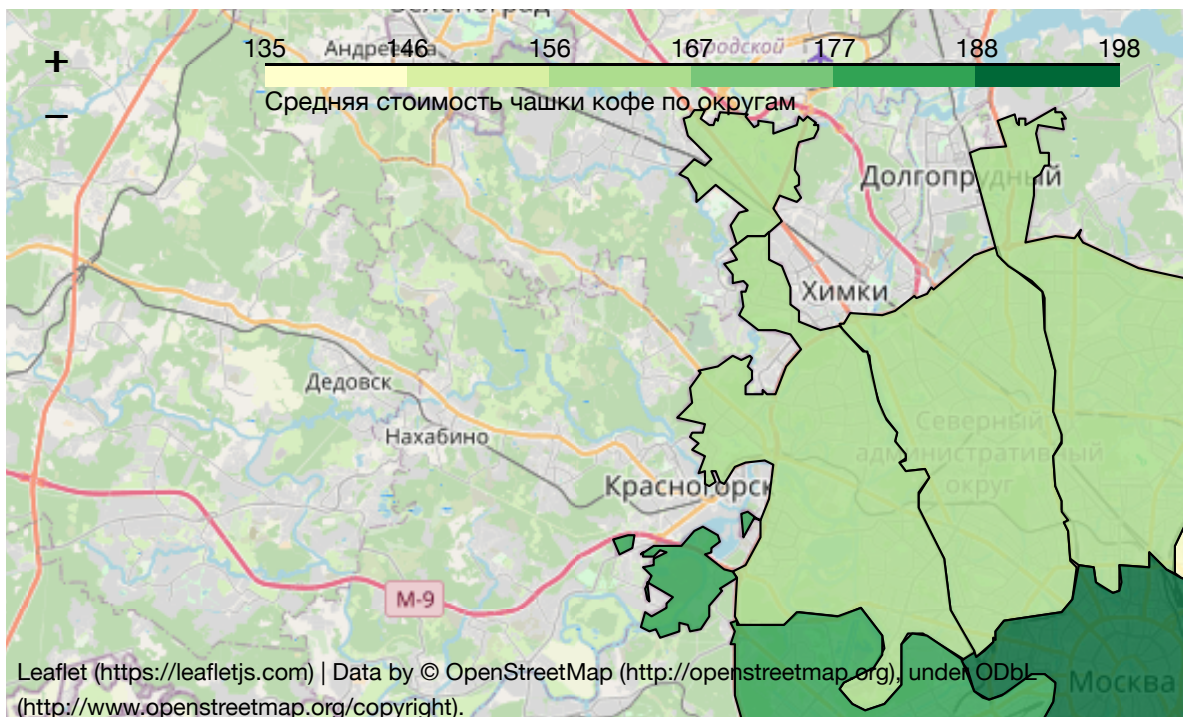 Зеленоград
+
−
135 146 156 167 177 188 198
Андреевка
городской
Средняя стоимость чашки кофе по округам
Долгопрудный
Химки
Дедовск
Нахабино
Северный
административный
округ
Красногорск
М-9
Москва
Leaflet (https://leafletjs.com) | Data by © OpenStreetMap (http://openstreetmap.org), under ODbL
(http://www.openstreetmap.org/copyright).